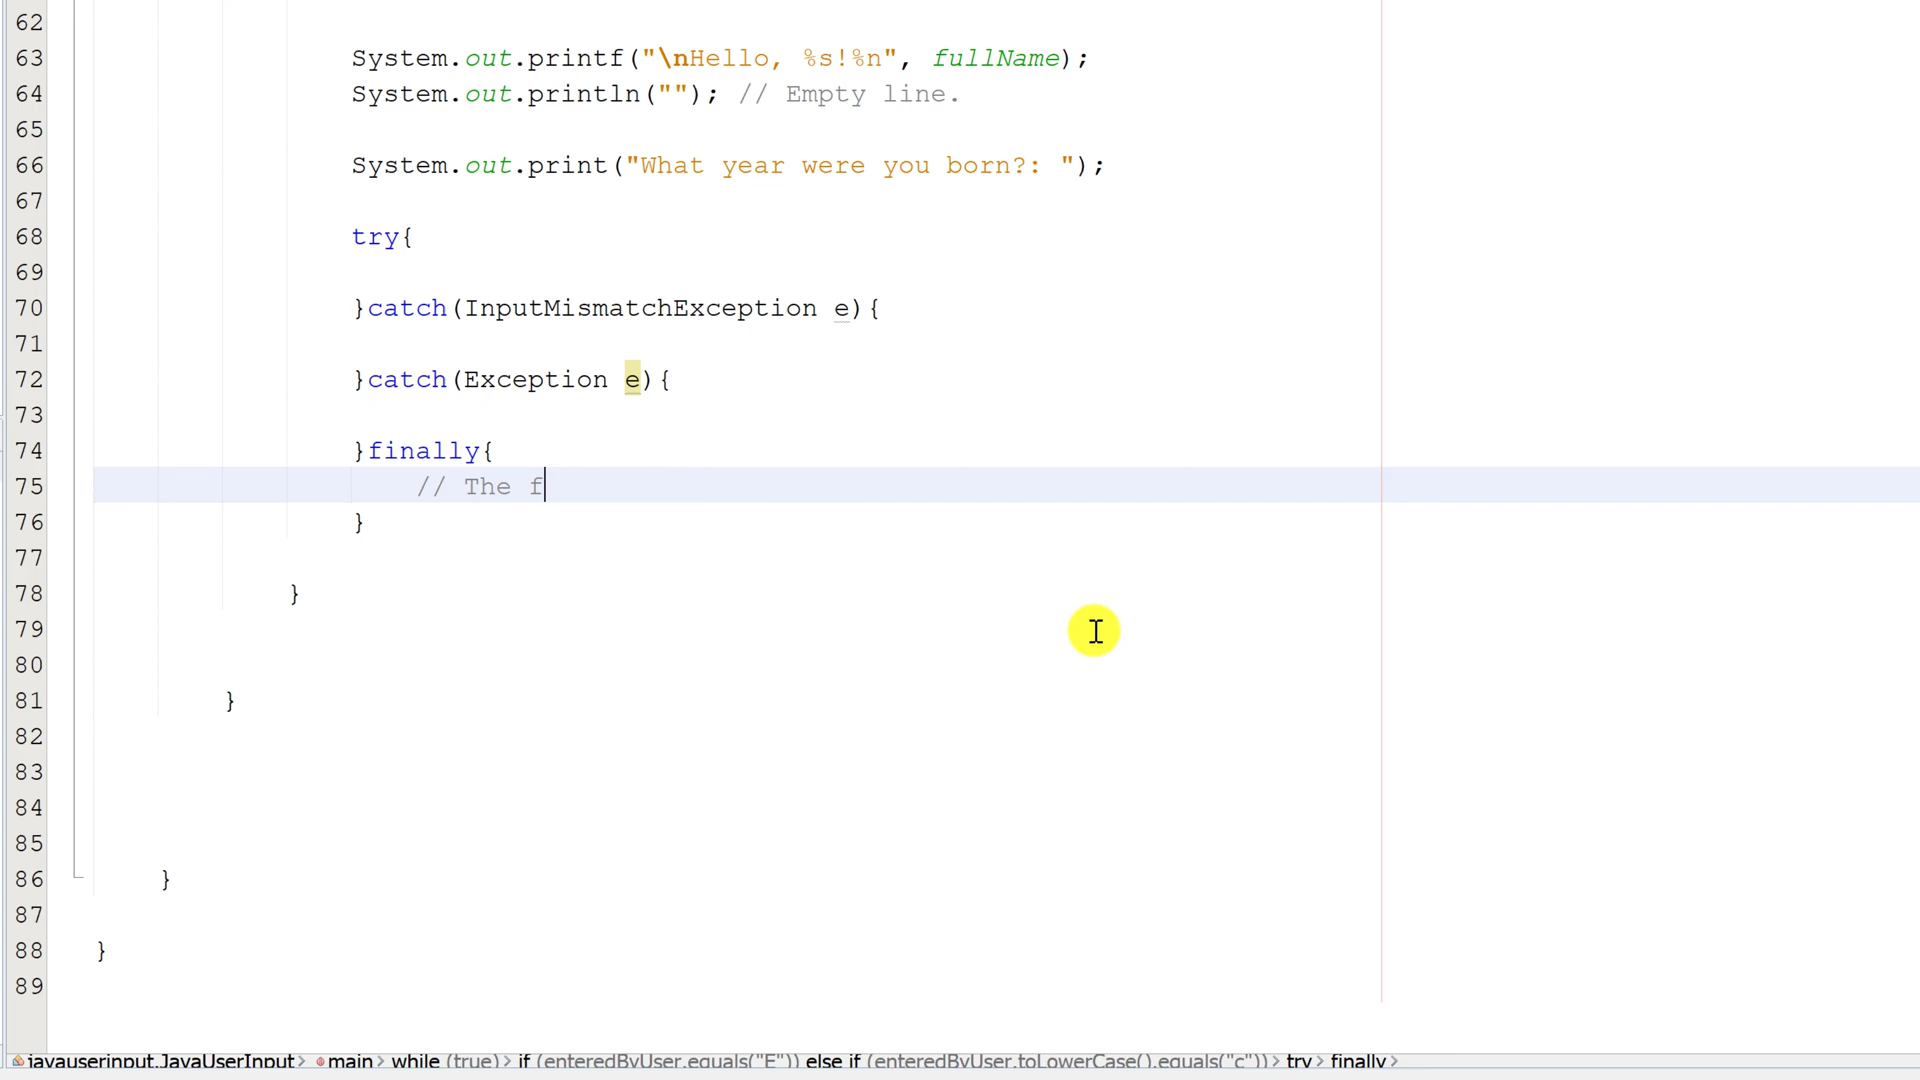 62
63 System.out.printf("\nHello, %s!%n", fullName);
64 System.out.println(""); // Empty line.
65
66 System.out.print("What year were you born?: ");
67
68 try{
69
70 }catch(InputMismatchException e){
71
72 }catch(Exception e){
73
74 }finally{
75 // The f
76 }
77
78 }
79
80
81 }
82
83
84
85
86 }
87
88 }
89
javauserinput.JavaUserInput > main > while (true) > if (enteredByUser.equals("E")) else if (enteredByUser.toLowerCase().equals("c")) > try > finally >